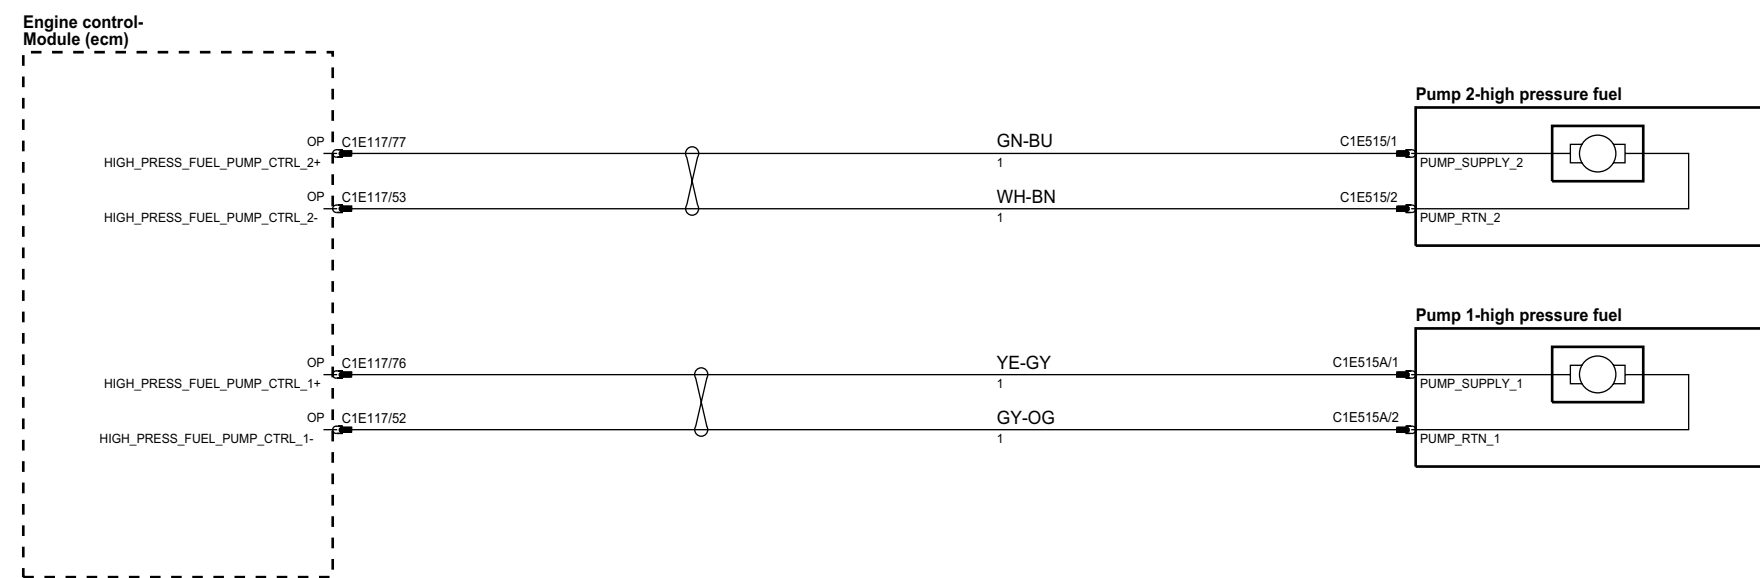 Engine control-
Module (ecm)
Pump 2-high pressure fuel
OP C1E117/77 GN-BU C1E515/1
HIGH_PRESS_FUEL_PUMP_CTRL_2+ 1 PUMP_SUPPLY_2
OP C1E117/53 WH-BN C1E515/2
HIGH_PRESS_FUEL_PUMP_CTRL_2- 1 PUMP_RTN_2
Pump 1-high pressure fuel
OP C1E117/76 YE-GY C1E515A/1
HIGH_PRESS_FUEL_PUMP_CTRL_1+ 1 PUMP_SUPPLY_1
OP C1E117/52 GY-OG C1E515A/2
HIGH_PRESS_FUEL_PUMP_CTRL_1- 1 PUMP_RTN_1